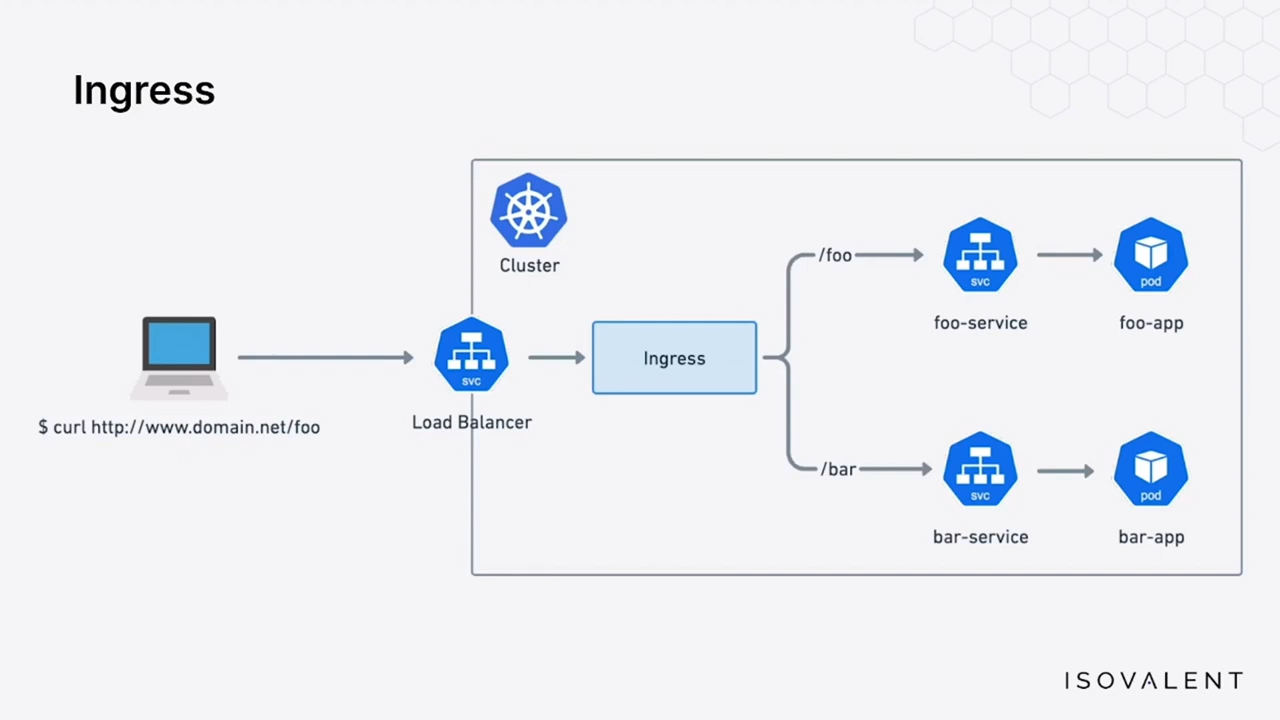 Ingress
Cluster
/foo
svc
pod
foo-service
foo-app
Ingress
svc
Load Balancer
$ curl http://www.domain.net/foo
/bar
svc
pod
bar-service
bar-app
ISOVALENT